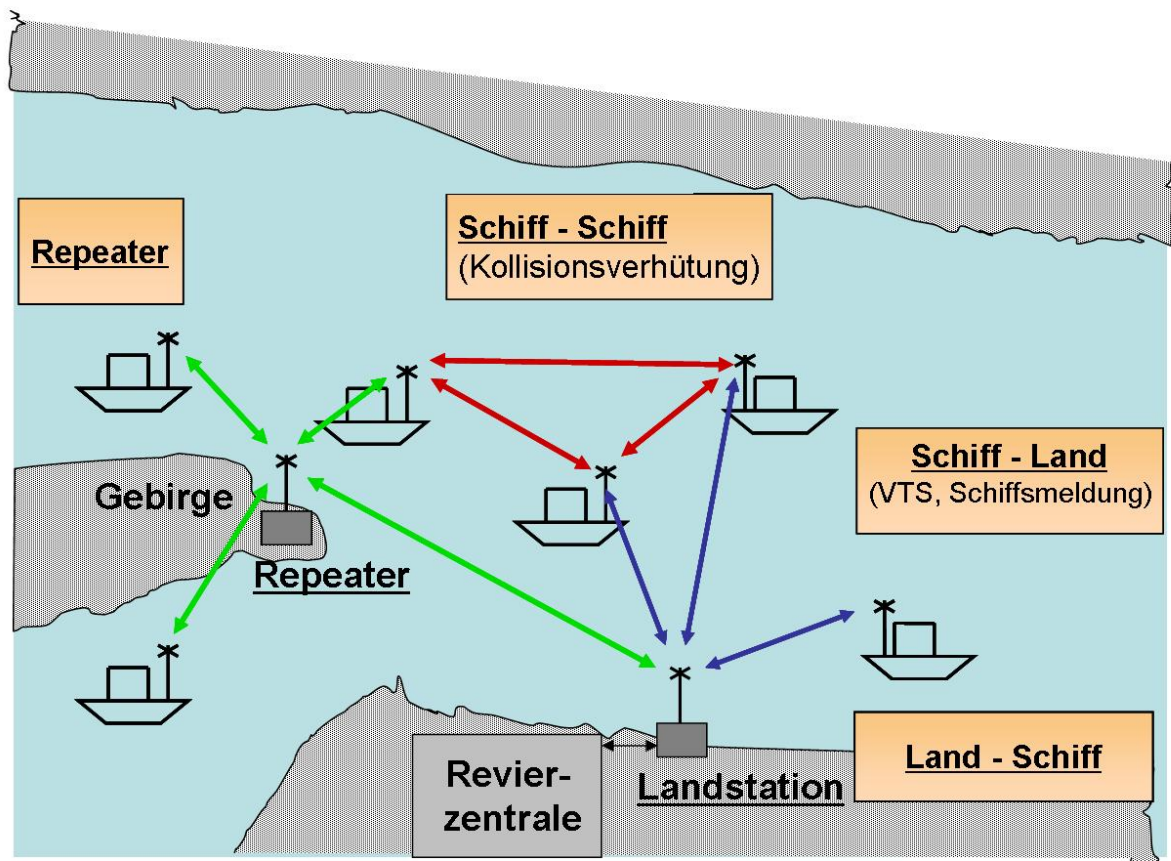 Repeater
Schiff - Schiff
(Kollisionsverhütung)
Schiff - Land
(VTS, Schiffsmeldung)
Gebirge
Repeater
Revier-
zentrale
Landstation
Land - Schiff